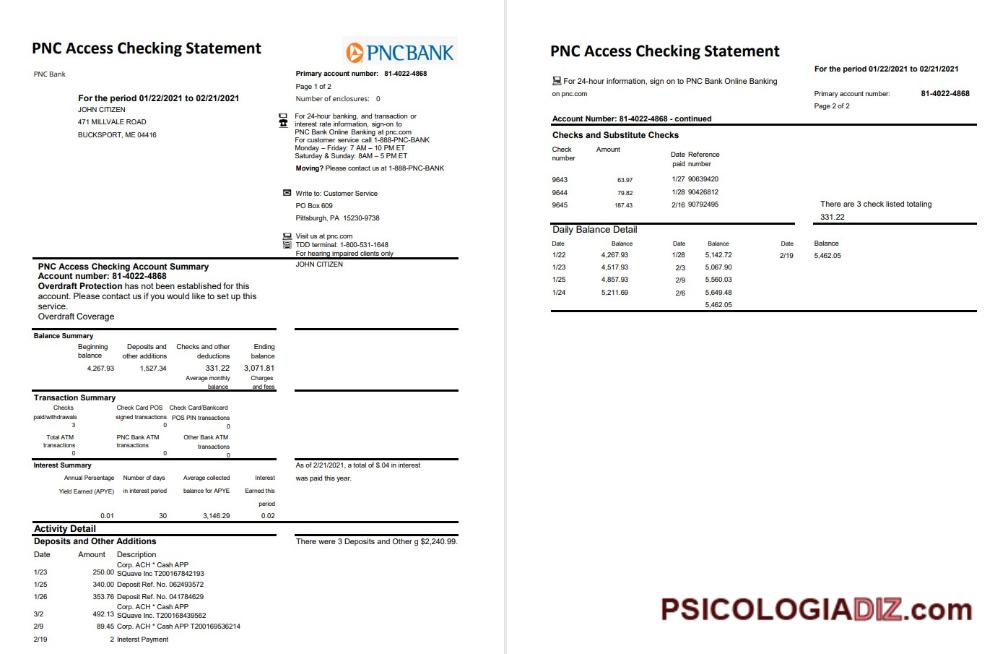 PNC Access Checking Statement
PNCBANK
PNC Bank
Primary account number: 81-4022-4868
Page 1 of 2
Number of enclosures: 0
For the period 01/22/2021 to 02/21/2021
JOHN CITIZEN
471 MILLVALE ROAD
BUCKSPORT, ME 04416
For 24-hour banking, and transaction or
interest rate information, sign-on to
PNC Bank Online Banking at pnc.com
For customer service call 1-888-PNC-BANK
Monday – Friday: 7 AM – 10 PM ET
Saturday & Sunday: 8AM – 5 PM ET
Moving? Please contact us at 1-888-PNC-BANK
Write to: Customer Service
PO Box 609
Pittsburgh, PA 15230-9738
Visit us at pnc.com
TDD terminal: 1-800-531-1648
For hearing impaired clients only
JOHN CITIZEN
PNC Access Checking Account Summary
Account number: 81-4022-4868
Overdraft Protection has not been established for this
account. Please contact us if you would like to set up this
service.
Overdraft Coverage
Balance Summary
Beginning balance Deposits and other additions Checks and other deductions Ending balance
4,267.93 1,527.34 331.22 3,071.81
Average monthly balance Charges and fees
Transaction Summary
Checks paid/withdrawals Check Card POS signed transactions Check Card/Bankcard POS PIN transactions
3 0 0
Total ATM transactions PNC Bank ATM transactions Other Bank ATM transactions
0 0 0
Interest Summary
As of 2/21/2021, a total of $.04 in interest
was paid this year.
Annual Persentage Yield Earned (APYE) Number of days in interest period Average collected balance for APYE Interest Earned this period
0.01 30 3,146.29 0.02
Activity Detail
Deposits and Other Additions
There were 3 Deposits and Other g $2,240.99.
Date Amount Description
1/23 250.00 Corp. ACH * Cash APP
SQuave Inc T200167842193
1/25 340.00 Deposit Ref. No. 062493572
1/26 353.76 Deposit Ref. No. 041784629
3/2 492.13 Corp. ACH * Cash APP
SQuave Inc. T200168439562
2/9 89.45 Corp. ACH * Cash APP T200169536214
2/19 2 Ineterst Payment
PNC Access Checking Statement
For the period 01/22/2021 to 02/21/2021
For 24-hour information, sign on to PNC Bank Online Banking
on pnc.com
Primary account number: 81-4022-4868
Page 2 of 2
Account Number: 81-4022-4868 - continued
Checks and Substitute Checks
Check number Amount Date paid Reference number
9643 63.97 1/27 90639420
9644 79.82 1/28 90426812
9645 187.43 2/16 90792495
There are 3 check listed totaling
331.22
Daily Balance Detail
Date Balance Date Balance Date Balance
1/22 4,267.93 1/28 5,142.72 2/19 5,462.05
1/23 4,517.93 2/3 5,067.90
1/25 4,857.93 2/9 5,560.03
1/24 5,211.69 2/6 5,649.48
5,462.05
PSICOLOGIADIZ.com